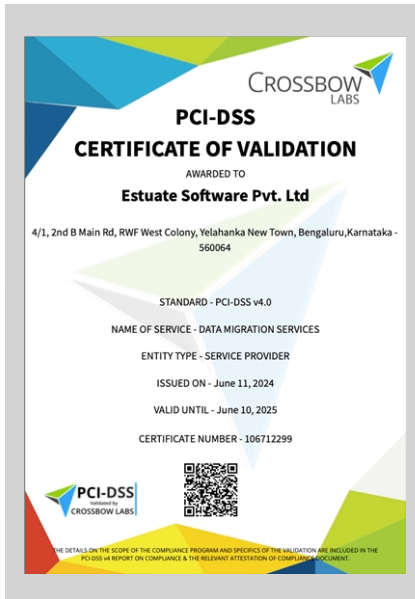 CROSSBOW
LABS
PCI-DSS
CERTIFICATE OF VALIDATION
AWARDED TO
Estuate Software Pvt. Ltd
4/1, 2nd B Main Rd, RWF West Colony, Yelahanka New Town, Bengaluru,Karnataka -
560064
STANDARD - PCI-DSS v4.0
NAME OF SERVICE - DATA MIGRATION SERVICES
ENTITY TYPE - SERVICE PROVIDER
ISSUED ON - June 11, 2024
VALID UNTIL - June 10, 2025
CERTIFICATE NUMBER - 106712299
PCI-DSS
Validated by
CROSSBOW LABS
THE DETAILS ON THE SCOPE OF THE COMPLIANCE PROGRAM AND SPECIFICS OF THE VALIDATION ARE INCLUDED IN THE
PCI-DSS v4 REPORT ON COMPLIANCE & THE RELEVANT ATTESTATION OF COMPLIANCE DOCUMENT.